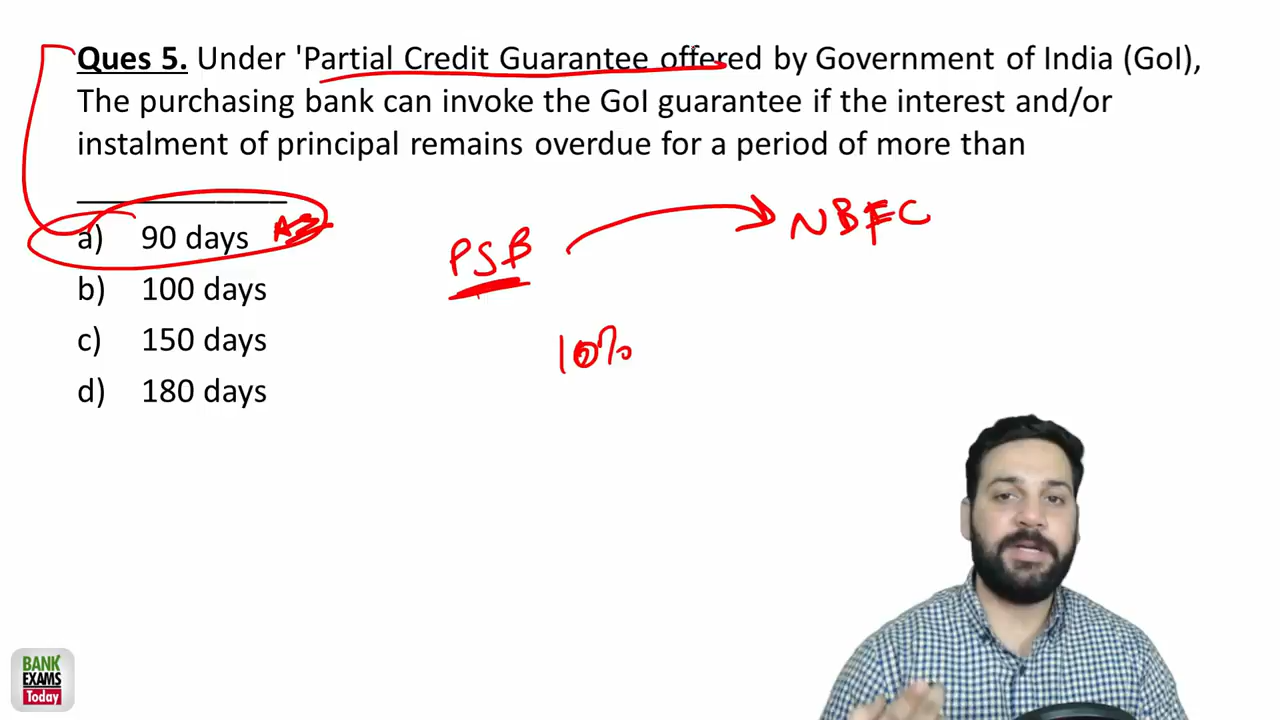 Ques 5. Under 'Partial Credit Guarantee offered by Government of India (GoI),
The purchasing bank can invoke the GoI guarantee if the interest and/or
instalment of principal remains overdue for a period of more than
______________
a) 90 days
b) 100 days
c) 150 days
d) 180 days
PSB
NBFC
10%
BANK
EXAMS
Today